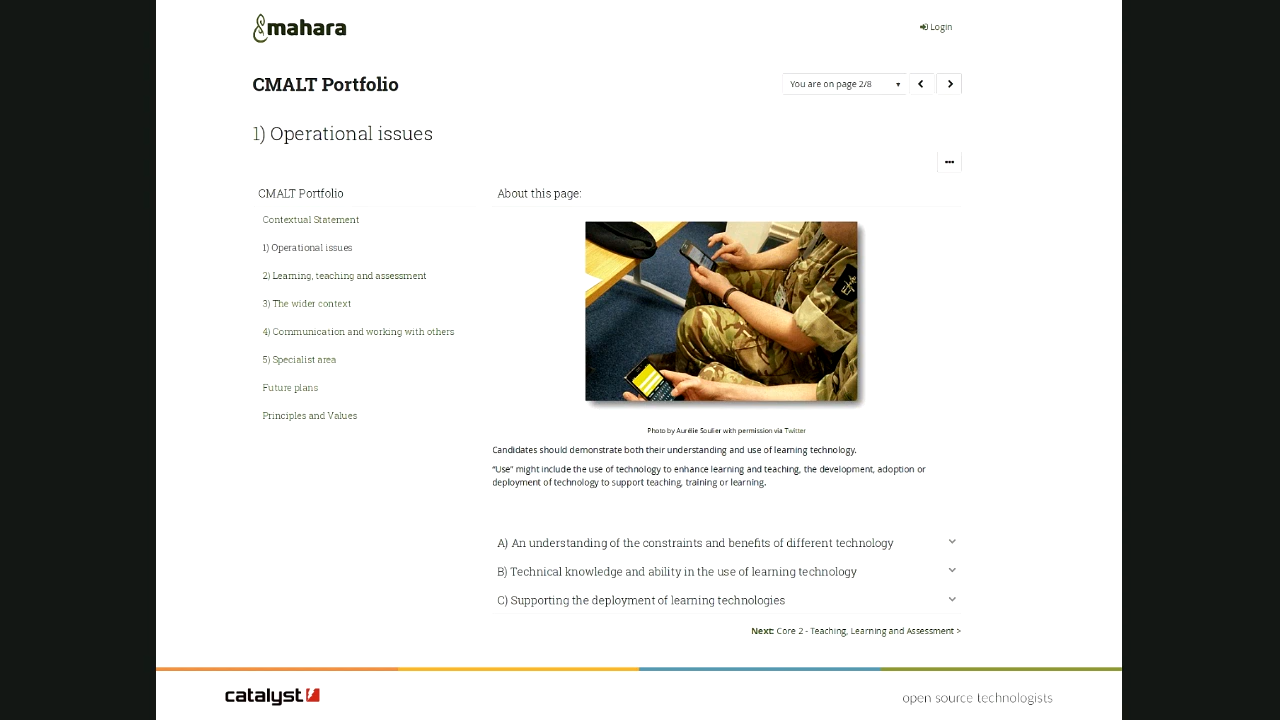 mahara
Login
CMALT Portfolio
You are on page 2/8
1) Operational issues
CMALT Portfolio
Contextual Statement
1) Operational issues
2) Learning, teaching and assessment
3) The wider context
4) Communication and working with others
5) Specialist area
Future plans
Principles and Values
About this page:
Photo by Aurélie Soulier with permission via Twitter
Candidates should demonstrate both their understanding and use of learning technology.
“Use” might include the use of technology to enhance learning and teaching, the development, adoption or
deployment of technology to support teaching, training or learning.
A) An understanding of the constraints and benefits of different technology
B) Technical knowledge and ability in the use of learning technology
C) Supporting the deployment of learning technologies
Next: Core 2 - Teaching, Learning and Assessment >
catalyst
open source technologists